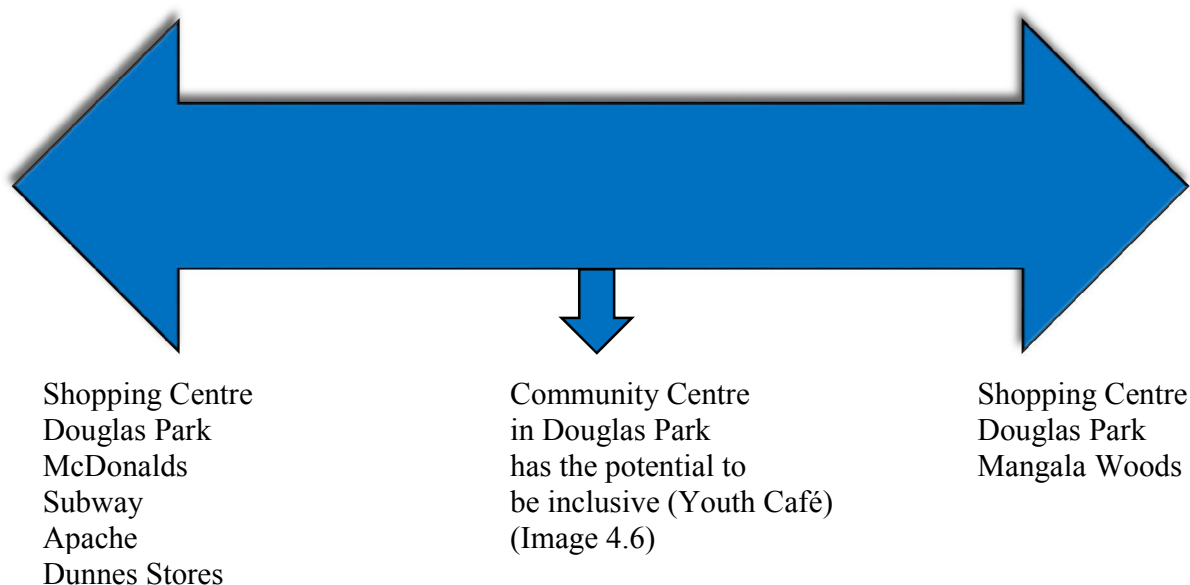 Shopping Centre
Douglas Park
McDonalds
Subway
Apache
Dunnes Stores
Community Centre
in Douglas Park
has the potential to
be inclusive (Youth Café)
(Image 4.6)
Shopping Centre
Douglas Park
Mangala Woods